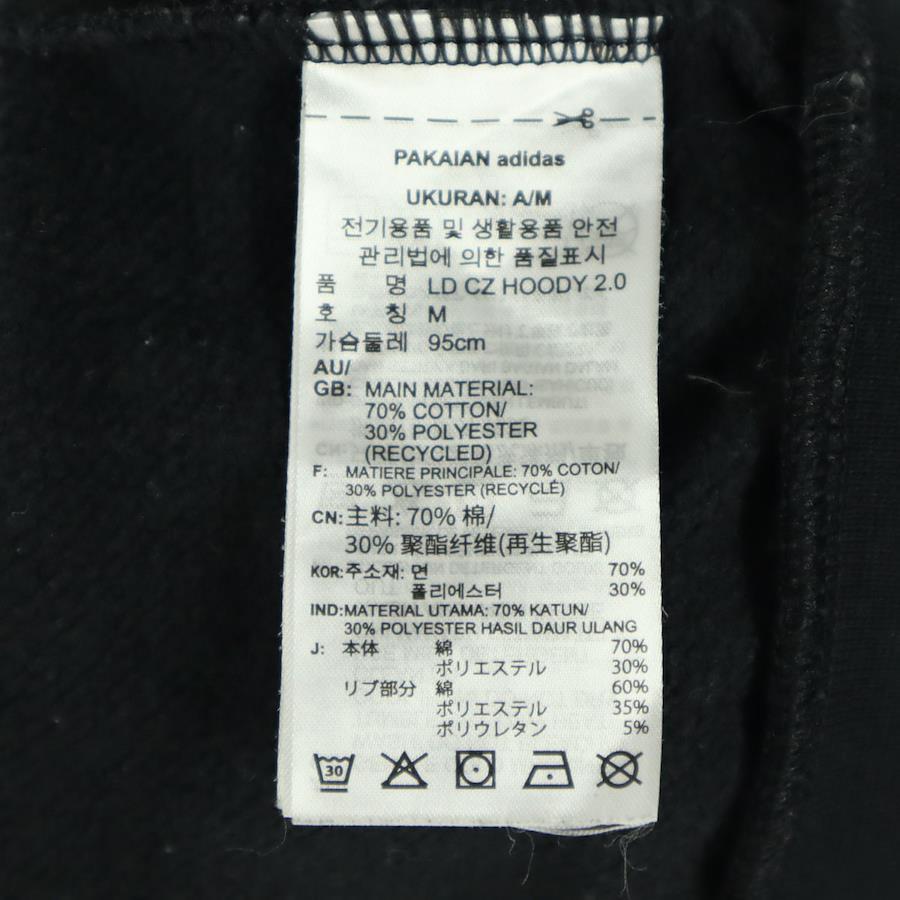 PAKAIAN adidas
UKURAN: A/M
전기용품 및 생활용품 안전
관리법에 의한 품질표시
품 명 LD CZ HOODY 2.0
호 칭 M
가슴둘레 95cm
AU/
GB: MAIN MATERIAL:
70% COTTON/
30% POLYESTER
(RECYCLED)
F: MATIERE PRINCIPALE: 70% COTON/
30% POLYESTER (RECYCLÉ)
CN: 主料: 70% 棉/
30% 聚酯纤维(再生聚酯)
KOR: 주소재: 면 70%
폴리에스터 30%
IND: MATERIAL UTAMA: 70% KATUN/
30% POLYESTER HASIL DAUR ULANG
J: 本体 綿 70%
ポリエステル 30%
リブ部分 綿 60%
ポリエステル 35%
ポリウレタン 5%
30